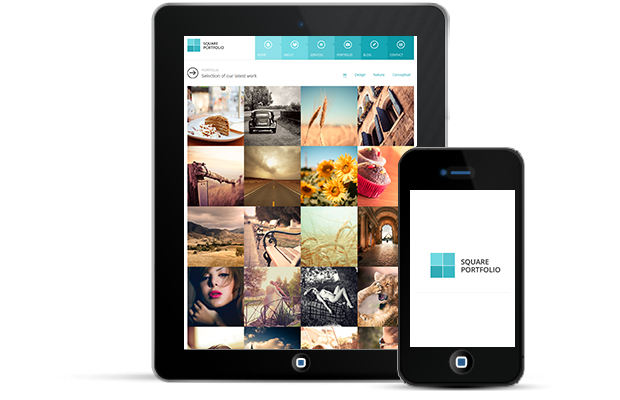 SQUARE
PORTFOLIO
HOME
ABOUT
SERVICES
PORTFOLIO
BLOG
CONTACT
PORTFOLIO
Selection of our latest work
All
Design
Nature
Conceptual
SQUARE
PORTFOLIO